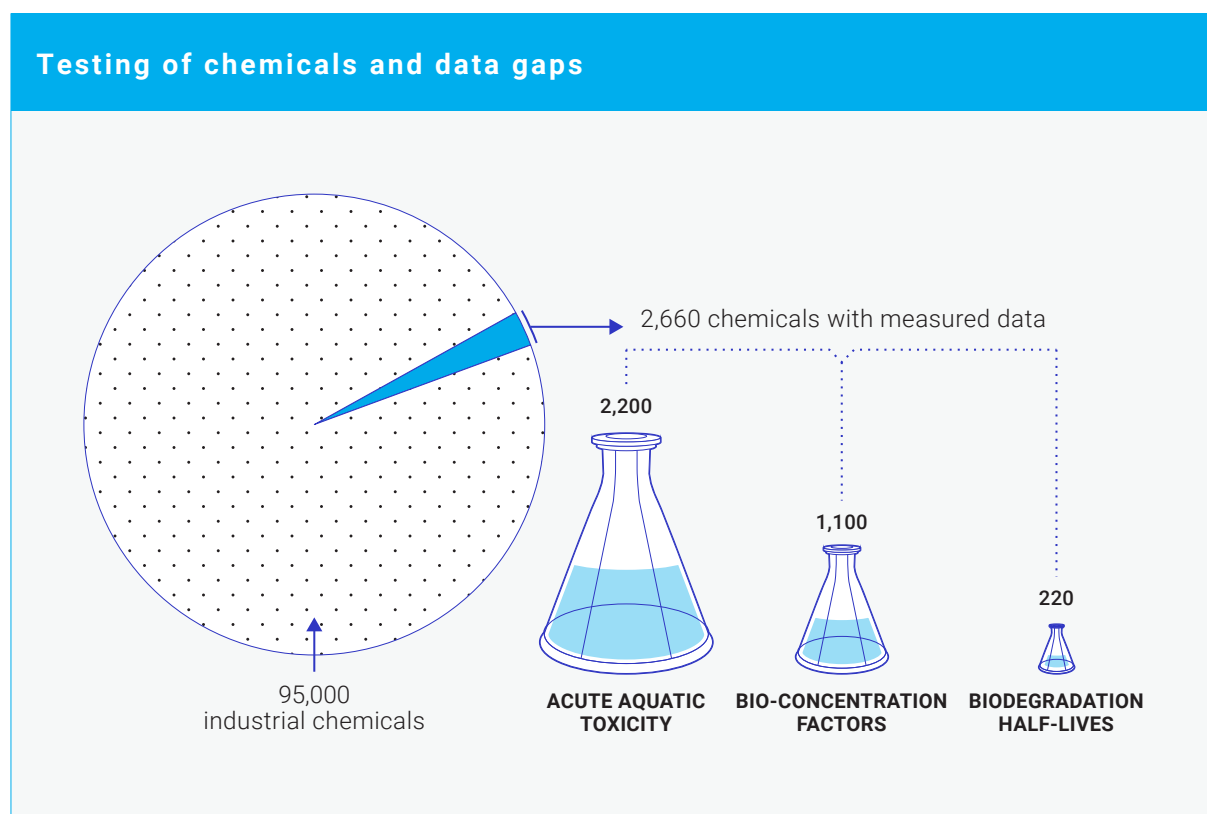 Testing of chemicals and data gaps
2,660 chemicals with measured data
2,200
1,100
220
95,000
industrial chemicals
ACUTE AQUATIC
TOXICITY
BIO-CONCENTRATION
FACTORS
BIODEGRADATION
HALF-LIVES